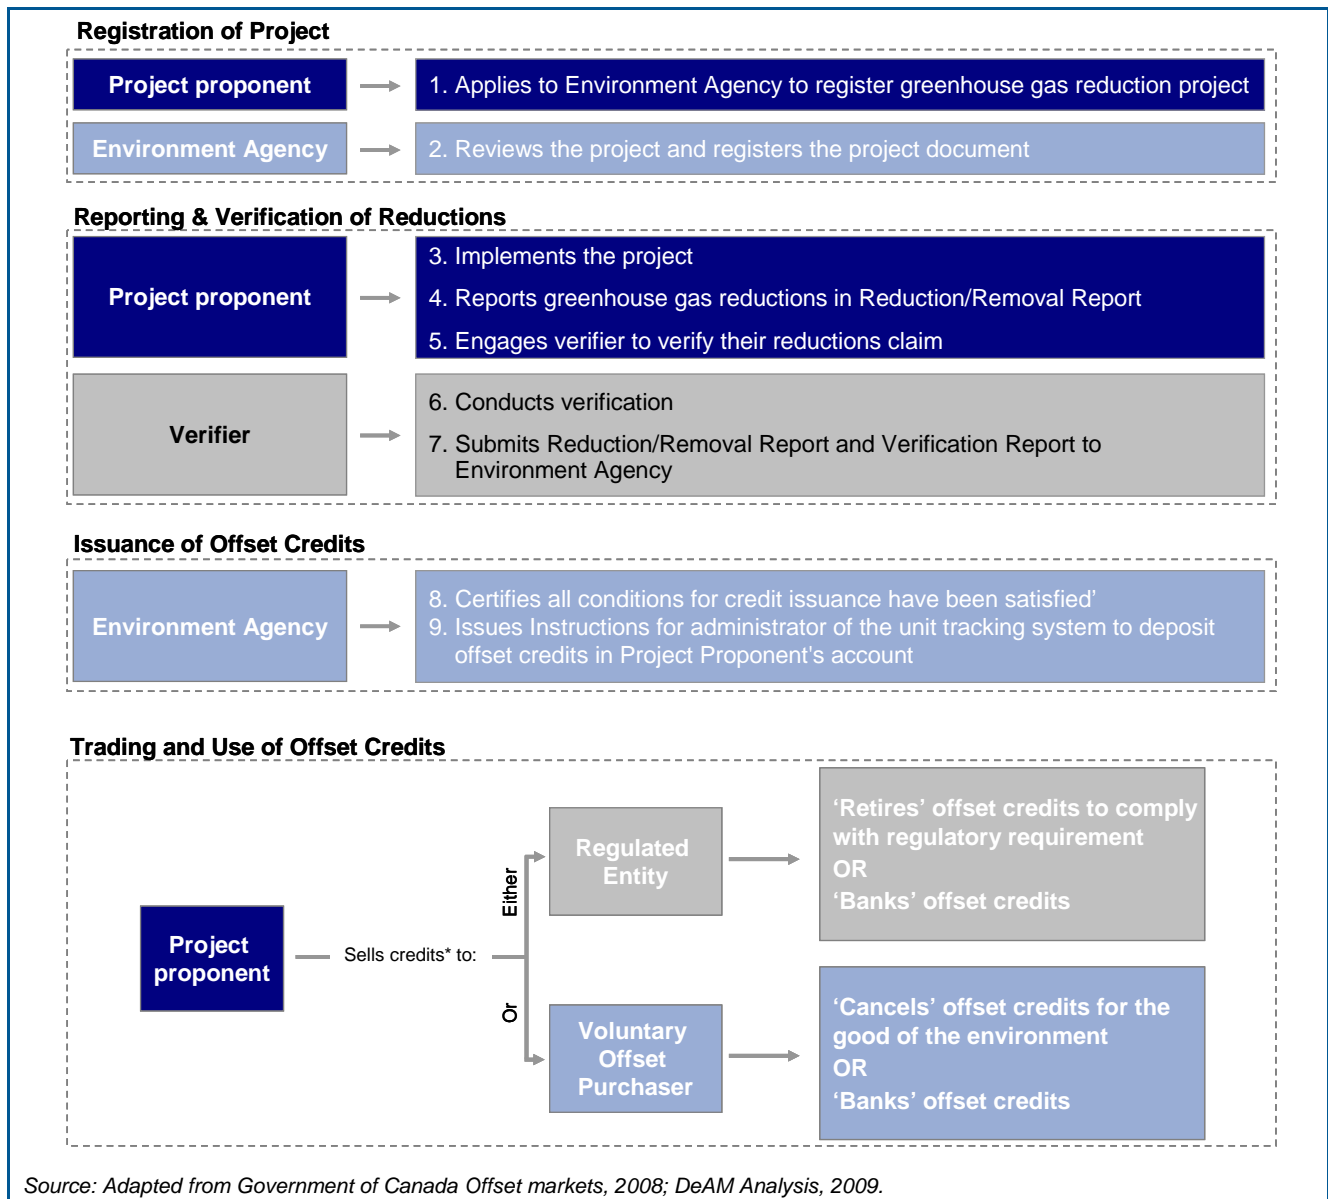 Registration of Project
Project proponent
1. Applies to Environment Agency to register greenhouse gas reduction project
Environment Agency
2. Reviews the project and registers the project document
Reporting & Verification of Reductions
Project proponent
3. Implements the project
4. Reports greenhouse gas reductions in Reduction/Removal Report
5. Engages verifier to verify their reductions claim
Verifier
6. Conducts verification
7. Submits Reduction/Removal Report and Verification Report to
Environment Agency
Issuance of Offset Credits
Environment Agency
8. Certifies all conditions for credit issuance have been satisfied’
9. Issues Instructions for administrator of the unit tracking system to deposit
offset credits in Project Proponent's account
Trading and Use of Offset Credits
Project
proponent
Sells credits* to:
Either
Regulated
Entity
‘Retires’ offset credits to comply
with regulatory requirement
OR
‘Banks’ offset credits
Or
Voluntary
Offset
Purchaser
‘Cancels’ offset credits for the
good of the environment
OR
‘Banks’ offset credits
Source: Adapted from Government of Canada Offset markets, 2008; DeAM Analysis, 2009.